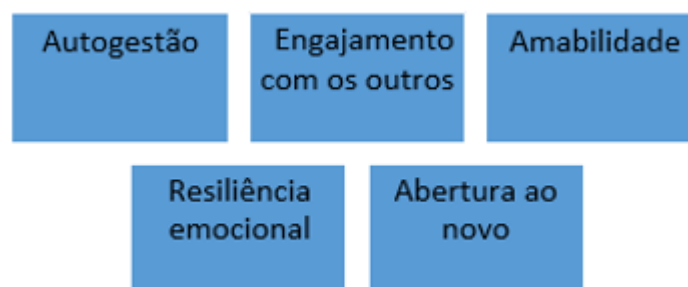 Autogestão
Engajamento
com os outros
Amabilidade
Resiliência
emocional
Abertura ao
novo